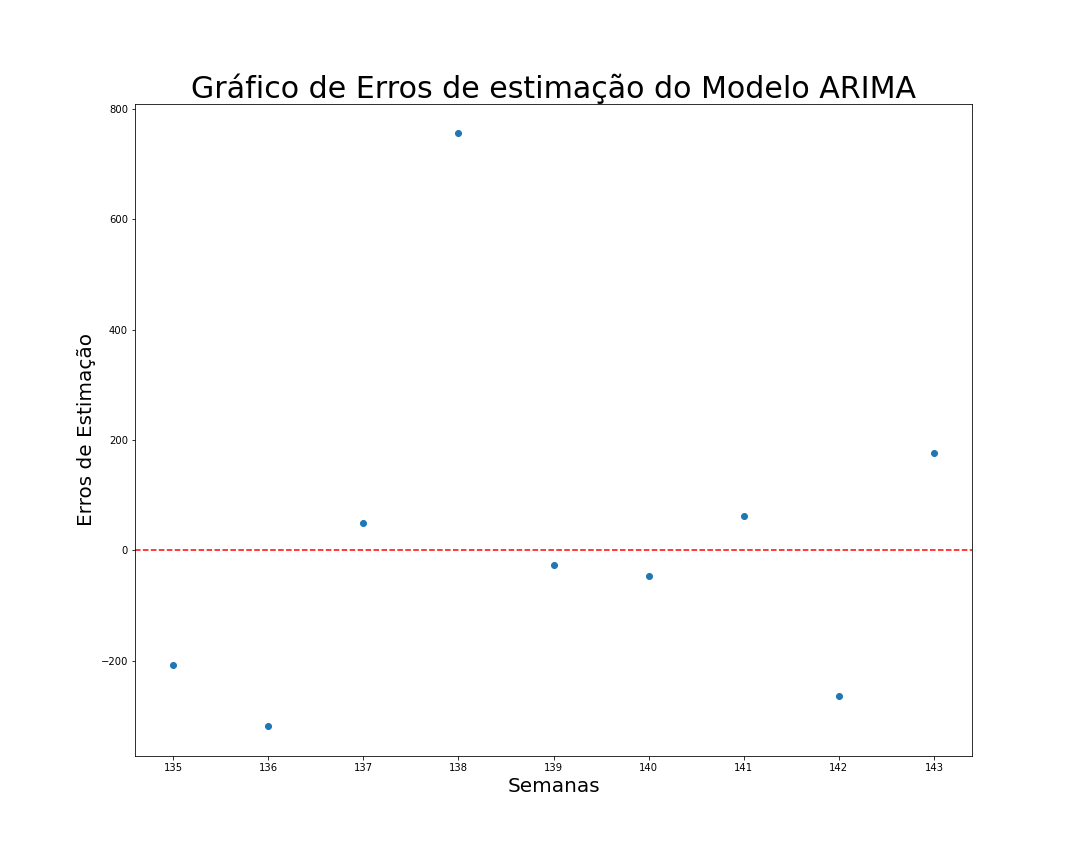 Gráfico de Erros de estimação do Modelo ARIMA
800
600
400
200
0
−200
Erros de Estimação
135 136 137 138 139 140 141 142 143
Semanas